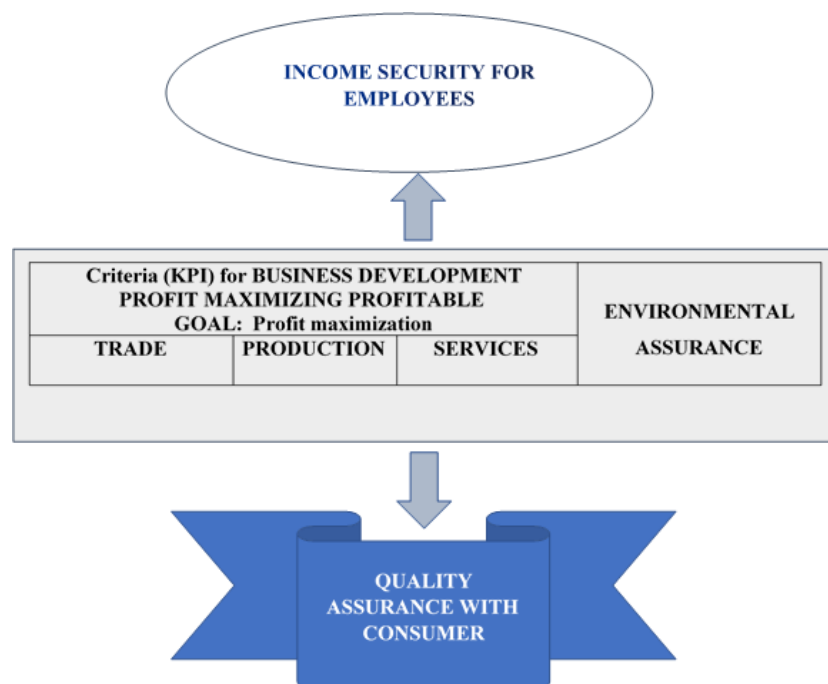 INCOME SECURITY FOR
EMPLOYEES
Criteria (KPI) for BUSINESS DEVELOPMENT
PROFIT MAXIMIZING PROFITABLE
GOAL: Profit maximization
ENVIRONMENTAL
ASSURANCE
TRADE
PRODUCTION
SERVICES
QUALITY
ASSURANCE WITH
CONSUMER